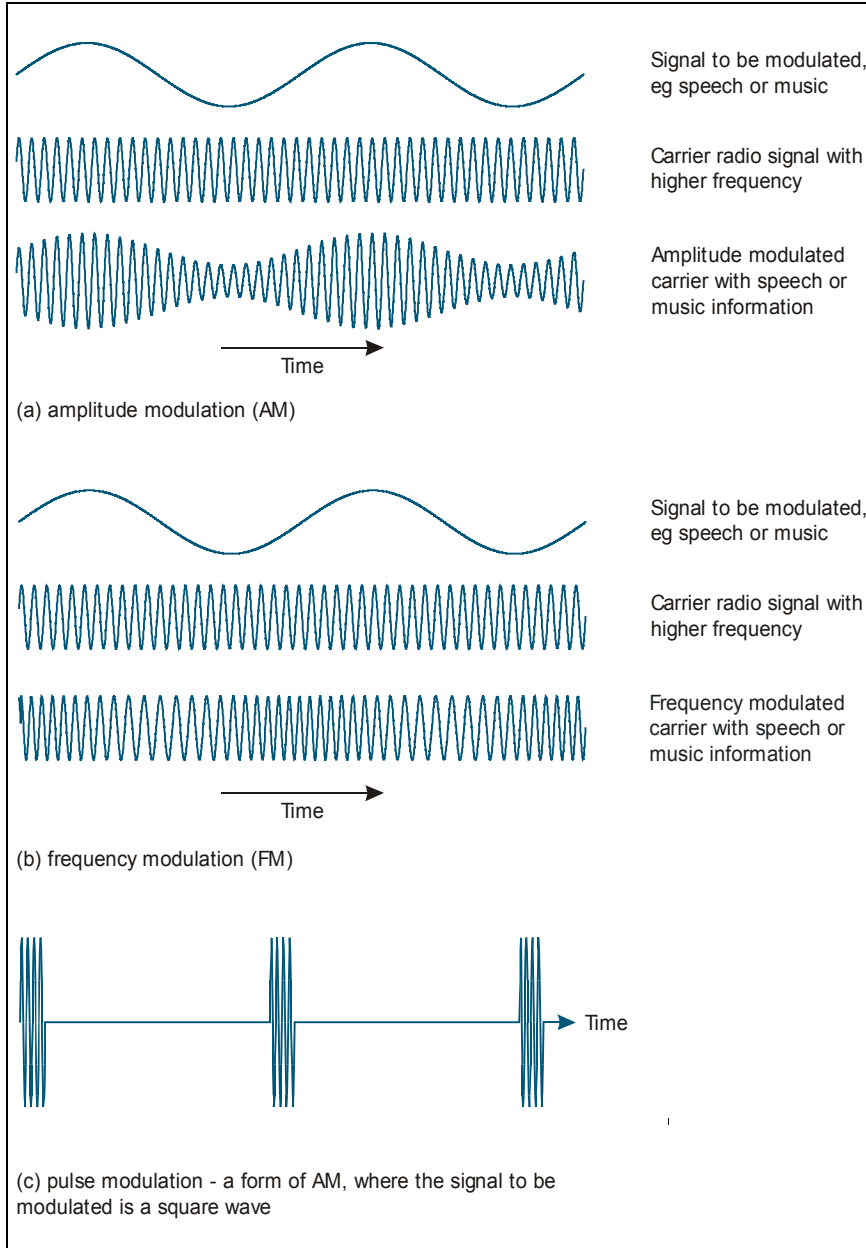 Signal to be modulated,
eg speech or music
Carrier radio signal with
higher frequency
Amplitude modulated
carrier with speech or
music information
Time
(a) amplitude modulation (AM)
Signal to be modulated,
eg speech or music
Carrier radio signal with
higher frequency
Frequency modulated
carrier with speech or
music information
Time
(b) frequency modulation (FM)
Time
(c) pulse modulation - a form of AM, where the signal to be
modulated is a square wave